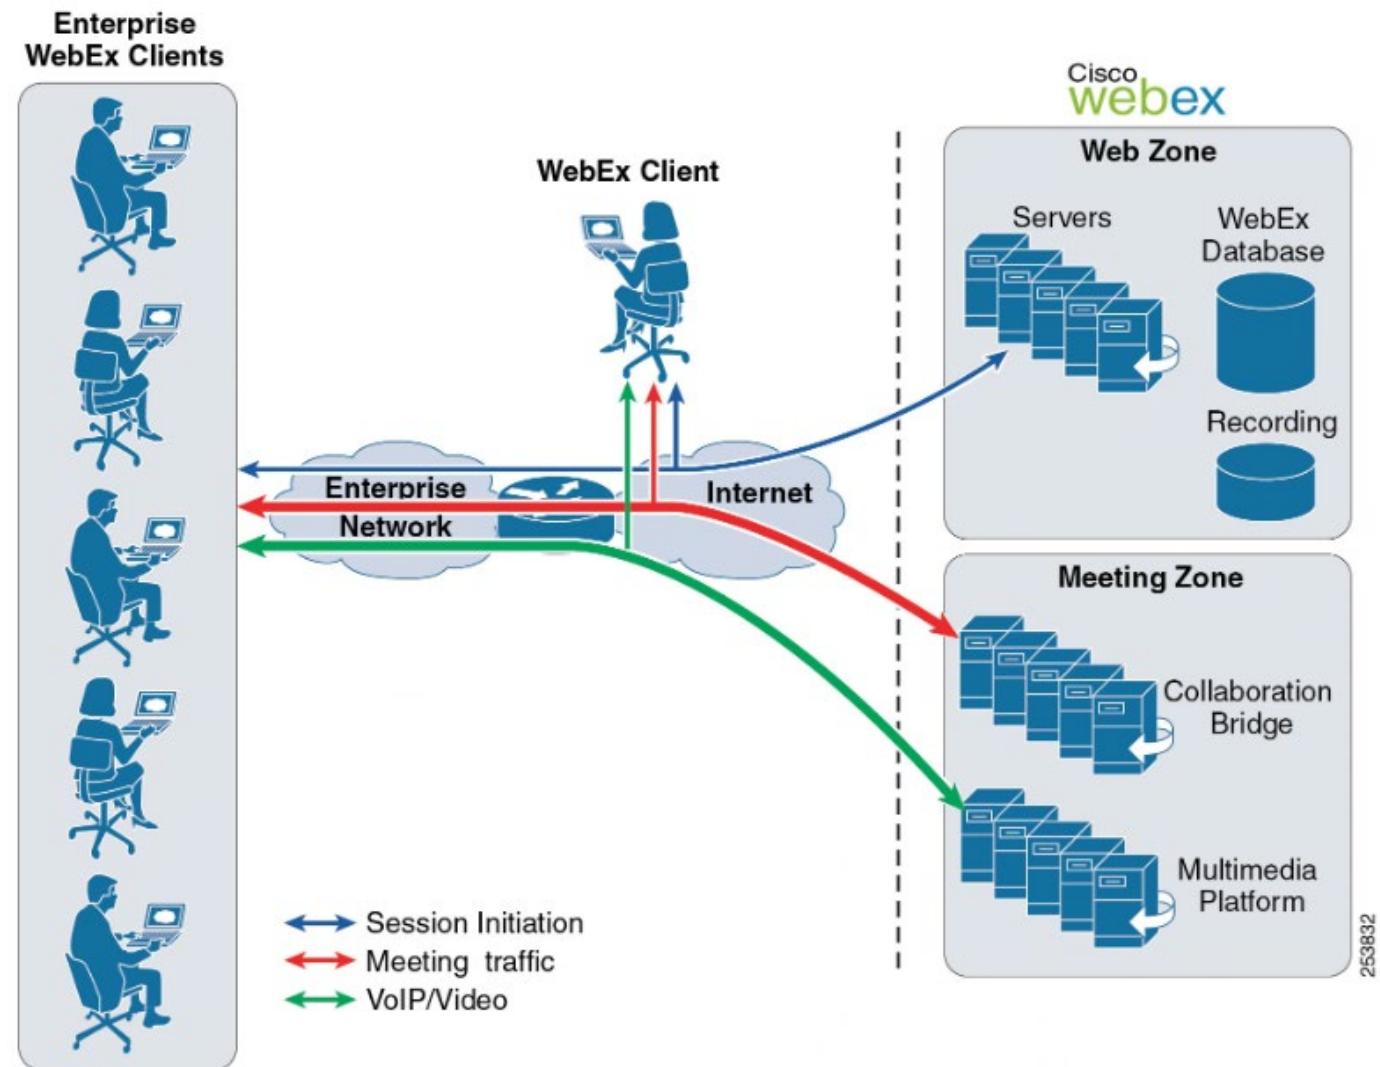 Enterprise
WebEx Clients
WebEx Client
Cisco
webex
Web Zone
Servers
WebEx
Database
Recording
Enterprise
Network
Internet
Meeting Zone
Collaboration
Bridge
Multimedia
Platform
Session Initiation
Meeting traffic
VoIP/Video
253832